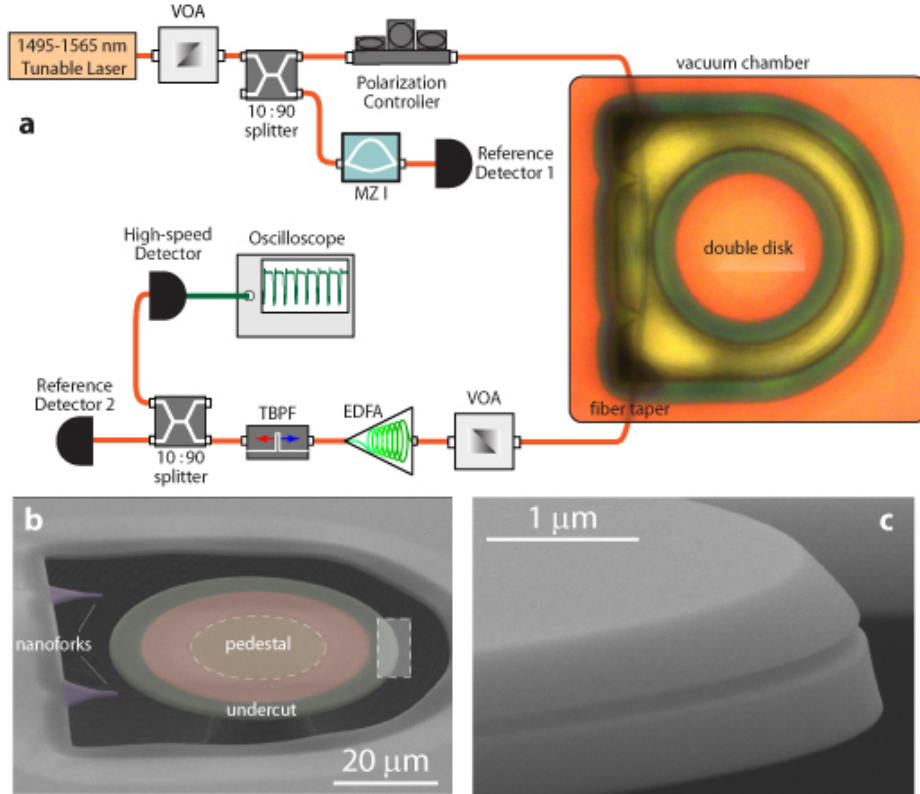 1495-1565 nm
Tunable Laser
VOA
10 : 90
splitter
Polarization
Controller
MZ I
Reference
Detector 1
vacuum chamber
a
double disk
fiber taper
High-speed
Detector
Oscilloscope
Reference
Detector 2
10 : 90
splitter
TBPF
EDFA
VOA
b
nanoforks
pedestal
undercut
20 μm
1 μm
c